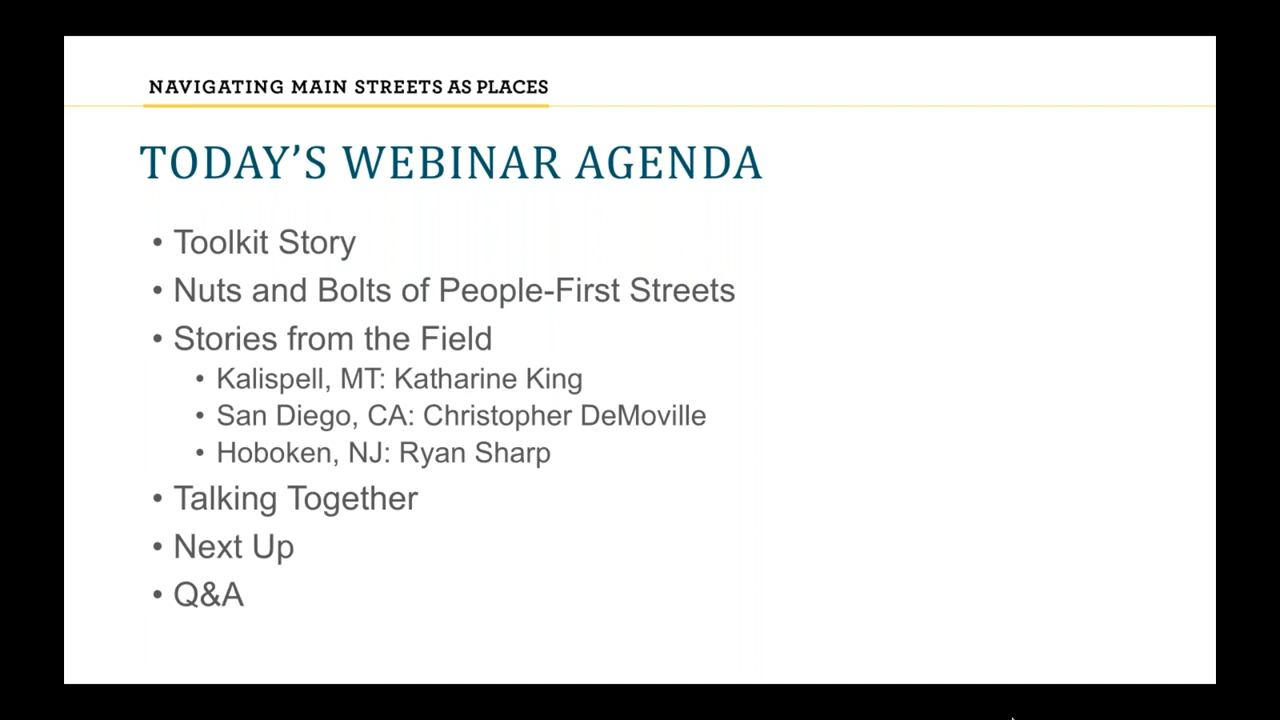 NAVIGATING MAIN STREETS AS PLACES
TODAY'S WEBINAR AGENDA
• Toolkit Story
• Nuts and Bolts of People-First Streets
• Stories from the Field
• Kalispell, MT: Katharine King
• San Diego, CA: Christopher DeMoville
• Hoboken, NJ: Ryan Sharp
• Talking Together
• Next Up
• Q&A